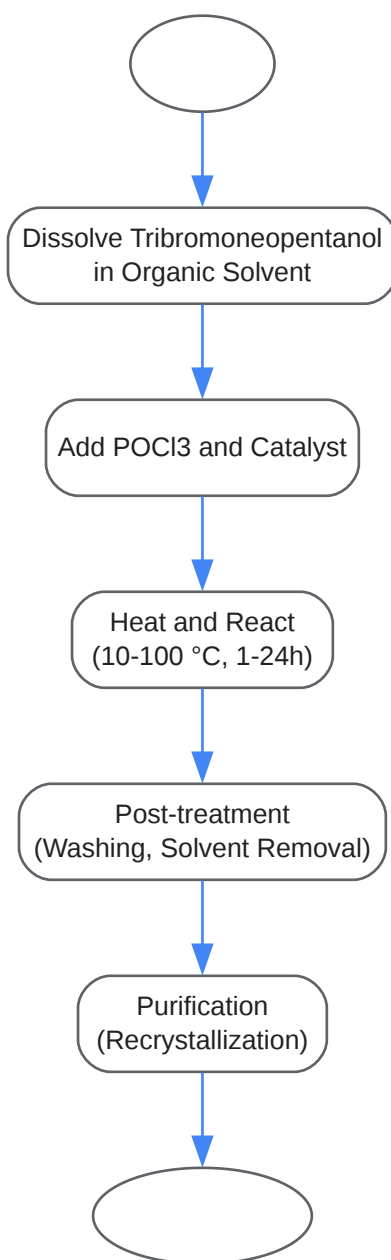 Dissolve Tribromoneopentanol
in Organic Solvent
Add POCl3 and Catalyst
Heat and React
(10-100 °C, 1-24h)
Post-treatment
(Washing, Solvent Removal)
Purification
(Recrystallization)